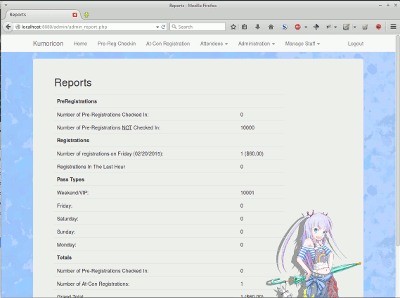 Reports - Mozilla Firefox
Reports
localhost:8080/admin/admin_report.php
Search
Kumoricon Home Pre-Reg Checkin At-Con Registration Attendees Administration Manage Staff Logout
Reports
PreRegistrations
Number of Pre-Registrations Checked In: 0
Number of Pre-Registrations NOT Checked In: 10000
Registrations
Number of registrations on Friday (02/20/2015): 1 ($60.00)
Registrations In The Last Hour 0
Pass Types
Weekend/VIP: 10001
Friday: 0
Saturday: 0
Sunday: 0
Monday: 0
Totals
Number of Pre-Registrations Checked In: 0
Number of At-Con Registrations: 1
Grand Total: 1 ($60.00)